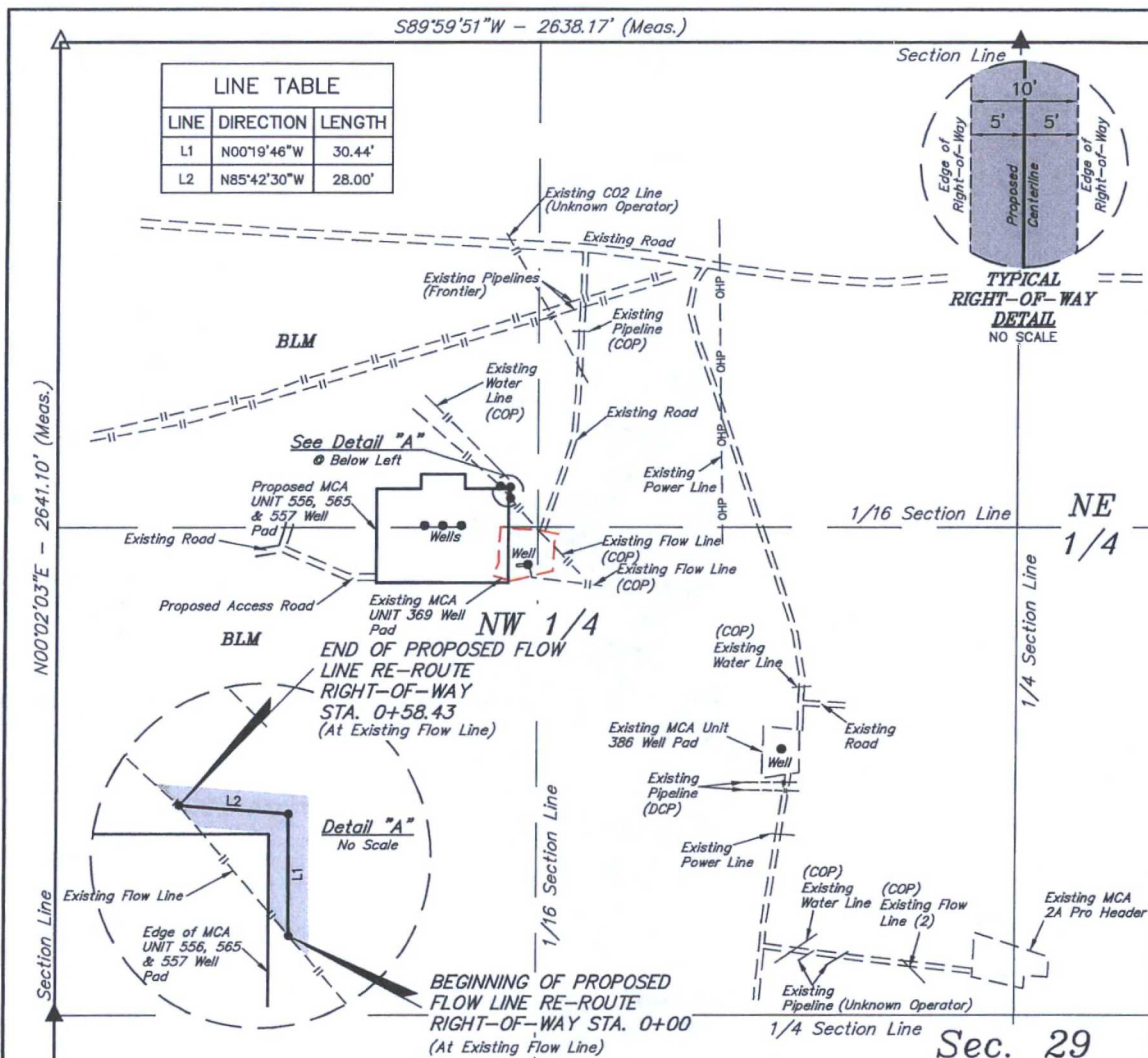 S89°59'51"W - 2638.17' (Meas.)
LINE TABLE
LINE DIRECTION LENGTH
L1 N00°19'46"W 30.44'
L2 N85°42'30"W 28.00'
Section Line
10'
5' 5'
Edge of
Right-of-Way
Proposed
Centerline
Edge of
Right-of-Way
TYPICAL
RIGHT-OF-WAY
DETAIL
NO SCALE
Existing CO2 Line
(Unknown Operator)
Existing Road
Existing Pipelines
(Frontier)
OHP
Existing
Pipeline
(COP)
BLM
Existing
Water
Line
(COP)
OHP
Existing Road
N00°02'03"E - 2641.10' (Meas.)
See Detail "A"
@ Below Left
OHP
Proposed MCA
UNIT 556, 565
& 557 Well
Pad
Existing
Power Line
OHP
1/16 Section Line
NE
1/4
Wells
Existing Road
Well
Existing Flow Line
(COP)
Existing Flow Line
(COP)
Proposed Access Road
Existing MCA
UNIT 369 Well
Pad
NW 1/4
BLM
END OF PROPOSED FLOW
LINE RE-ROUTE
RIGHT-OF-WAY
STA. 0+58.43
(At Existing Flow Line)
(COP)
Existing
Water Line
1/4 Section Line
Existing MCA Unit
386 Well Pad
Well
Existing
Road
Existing
Pipeline
(DCP)
L2
L1
Detail "A"
No Scale
1/16 Section Line
Existing
Power Line
Existing Flow Line
(COP)
Existing
Water Line
(COP)
Existing Flow
Line (2)
Existing MCA
2A Pro Header
Edge of MCA
UNIT 556, 565
& 557 Well
Pad
Section Line
Existing
Pipeline (Unknown Operator)
BEGINNING OF PROPOSED
FLOW LINE RE-ROUTE
RIGHT-OF-WAY STA. 0+00
(At Existing Flow Line)
1/4 Section Line
Sec. 29